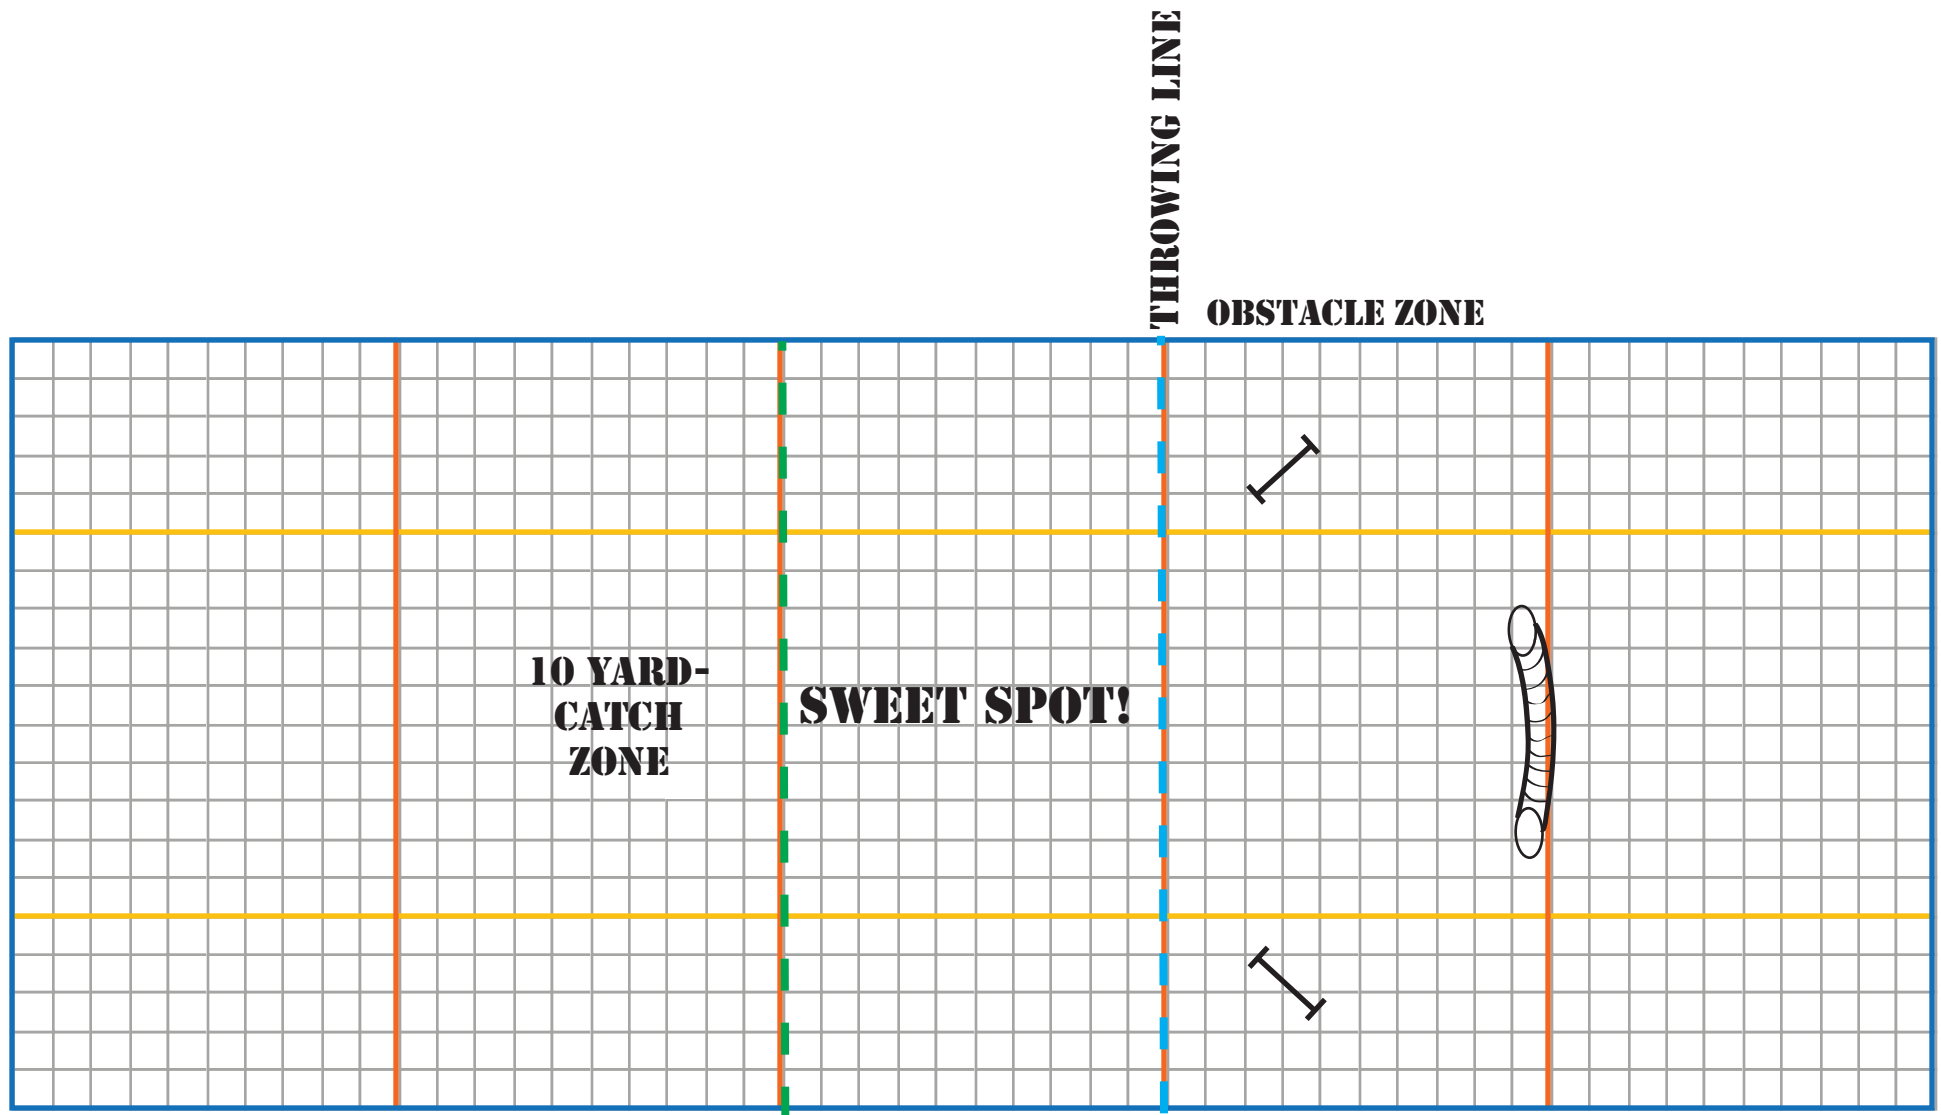 THROWING LINE
OBSTACLE ZONE
10 YARD-
CATCH
ZONE
SWEET SPOT!